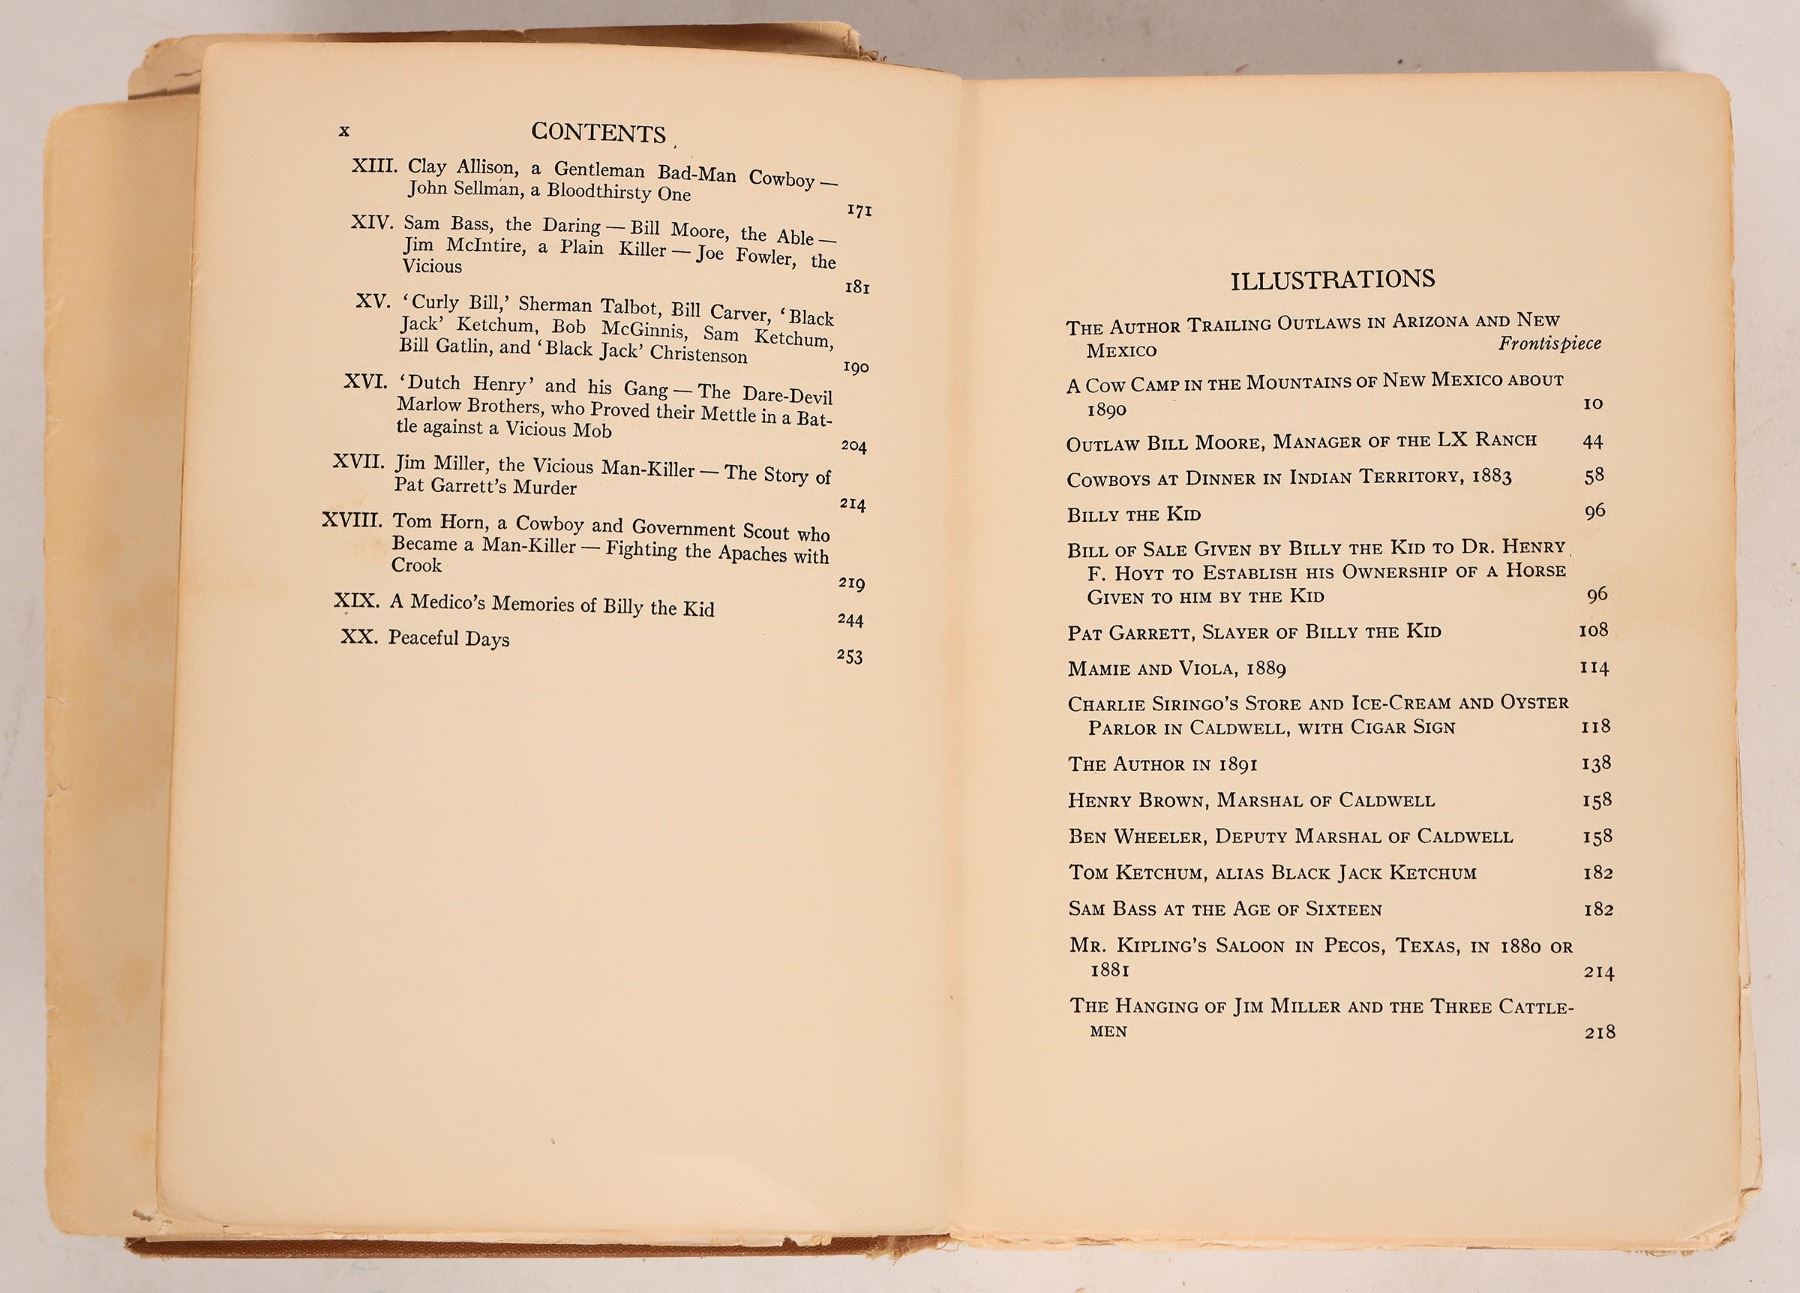 x CONTENTS
XIII. Clay Allison, a Gentleman Bad-Man Cowboy —
John Sellman, a Bloodthirsty One 171
XIV. Sam Bass, the Daring — Bill Moore, the Able —
Jim McIntire, a Plain Killer — Joe Fowler, the
Vicious 181
XV. ‘Curly Bill,’ Sherman Talbot, Bill Carver, ‘Black
Jack’ Ketchum, Bob McGinnis, Sam Ketchum,
Bill Gatlin, and ‘Black Jack’ Christenson 190
XVI. ‘Dutch Henry’ and his Gang — The Dare-Devil
Marlow Brothers, who Proved their Mettle in a Bat-
tle against a Vicious Mob 204
XVII. Jim Miller, the Vicious Man-Killer — The Story of
Pat Garrett’s Murder 214
XVIII. Tom Horn, a Cowboy and Government Scout who
Became a Man-Killer — Fighting the Apaches with
Crook 219
XIX. A Medico’s Memories of Billy the Kid 244
XX. Peaceful Days 253
ILLUSTRATIONS
The Author Trailing Outlaws in Arizona and New
Mexico Frontispiece
A Cow Camp in the Mountains of New Mexico about
1890 10
Outlaw Bill Moore, Manager of the LX Ranch 44
Cowboys at Dinner in Indian Territory, 1883 58
Billy the Kid 96
Bill of Sale Given by Billy the Kid to Dr. Henry
F. Hoyt to Establish his Ownership of a Horse
Given to him by the Kid 96
Pat Garrett, Slayer of Billy the Kid 108
Mamie and Viola, 1889 114
Charlie Siringo’s Store and Ice-Cream and Oyster
Parlor in Caldwell, with Cigar Sign 118
The Author in 1891 138
Henry Brown, Marshal of Caldwell 158
Ben Wheeler, Deputy Marshal of Caldwell 158
Tom Ketchum, alias Black Jack Ketchum 182
Sam Bass at the Age of Sixteen 182
Mr. Kipling’s Saloon in Pecos, Texas, in 1880 or
1881 214
The Hanging of Jim Miller and the Three Cattle-
men 218